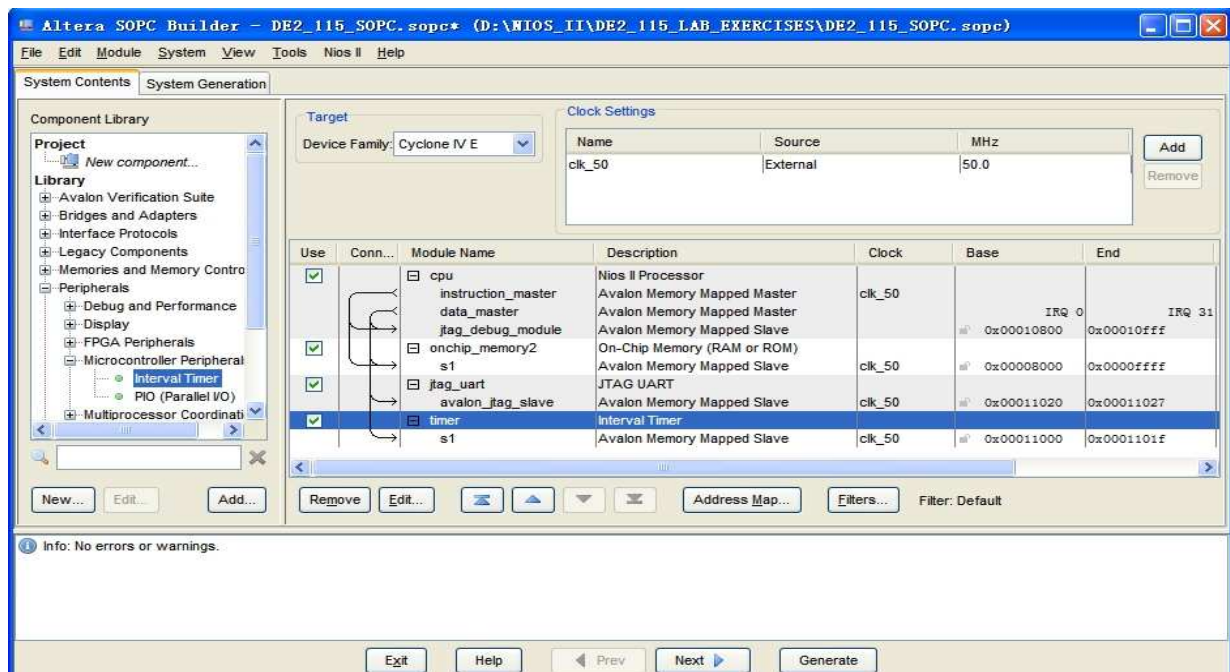 Altera SOPC Builder - DE2_115_SOPC.sopc* (D:\NIOS_II\DE2_115_LAB_EXERCISES\DE2_115_SOPC.sopc)
File Edit Module System View Tools Nios II Help
System Contents System Generation
Component Library
Project
New component...
Library
Avalon Verification Suite
Bridges and Adapters
Interface Protocols
Legacy Components
Memories and Memory Contro
Peripherals
Debug and Performance
Display
FPGA Peripherals
Microcontroller Peripheral
Interval Timer
PIO (Parallel I/O)
Multiprocessor Coordinati
New... Edit... Add...
Target
Device Family: Cyclone IV E
Clock Settings
Name Source MHz
clk_50 External 50.0
Add
Remove
Use Conn... Module Name Description Clock Base End
cpu Nios II Processor
instruction_master Avalon Memory Mapped Master clk_50
data_master Avalon Memory Mapped Master IRQ 0 IRQ 31
jtag_debug_module Avalon Memory Mapped Slave 0x00010800 0x00010fff
onchip_memory2 On-Chip Memory (RAM or ROM)
s1 Avalon Memory Mapped Slave clk_50 0x00008000 0x0000ffff
jtag_uart JTAG UART
avalon_jtag_slave Avalon Memory Mapped Slave clk_50 0x00011020 0x00011027
timer Interval Timer
s1 Avalon Memory Mapped Slave clk_50 0x00011000 0x0001101f
Remove Edit... Address Map... Filters... Filter: Default
Info: No errors or warnings.
Exit Help Prev Next Generate